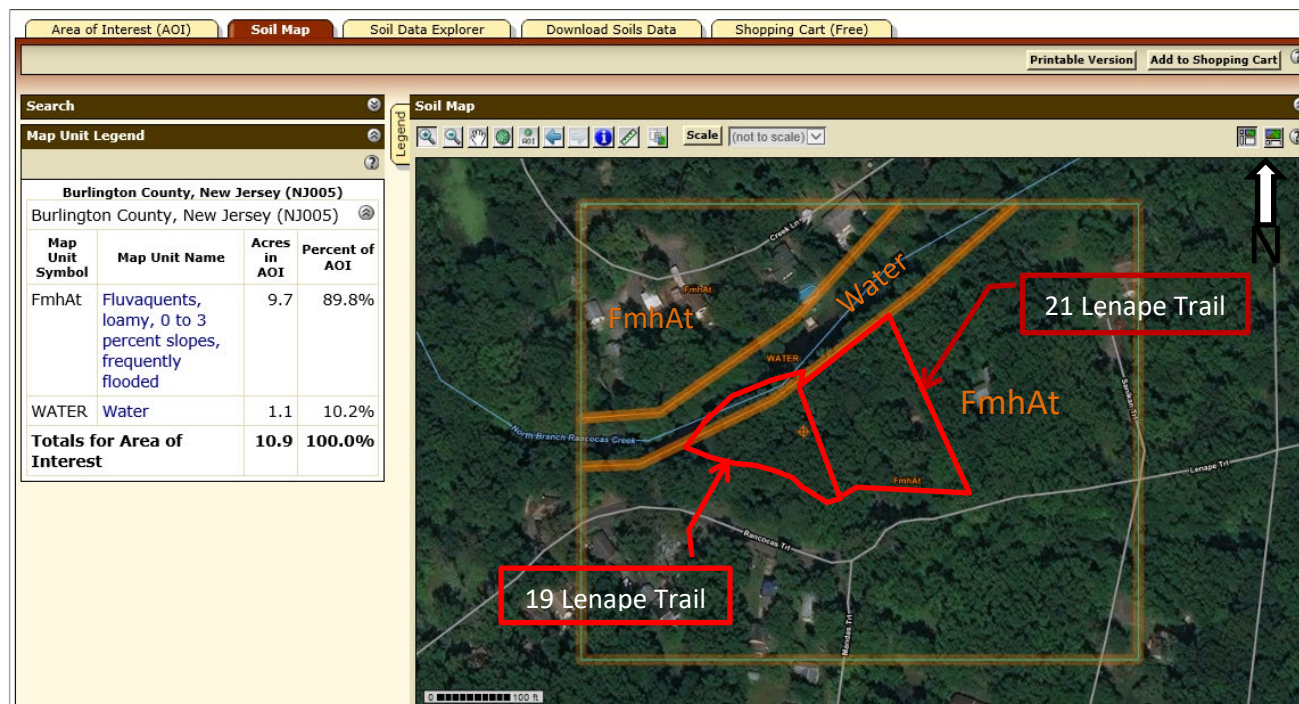 Area of Interest (AOI)
Soil Map
Soil Data Explorer
Download Soils Data
Shopping Cart (Free)
Printable Version
Add to Shopping Cart
Search
Map Unit Legend
Burlington County, New Jersey (NJ005)
Burlington County, New Jersey (NJ005)
Map Unit Symbol
Map Unit Name
Acres in AOI
Percent of AOI
FmhAt
Fluvaquents,
loamy, 0 to 3
percent slopes,
frequently
flooded
9.7
89.8%
WATER
Water
1.1
10.2%
Totals for Area of
Interest
10.9
100.0%
Legend
Soil Map
AOI
Scale
(not to scale)
N
Creek Ln
FmhAt
FmhAt
Water
WATER
21 Lenape Trail
FmhAt
North Branch Rancocas Creek
FmhAt
Lenape Trl
Rancocas Trl
19 Lenape Trail
0
100 ft